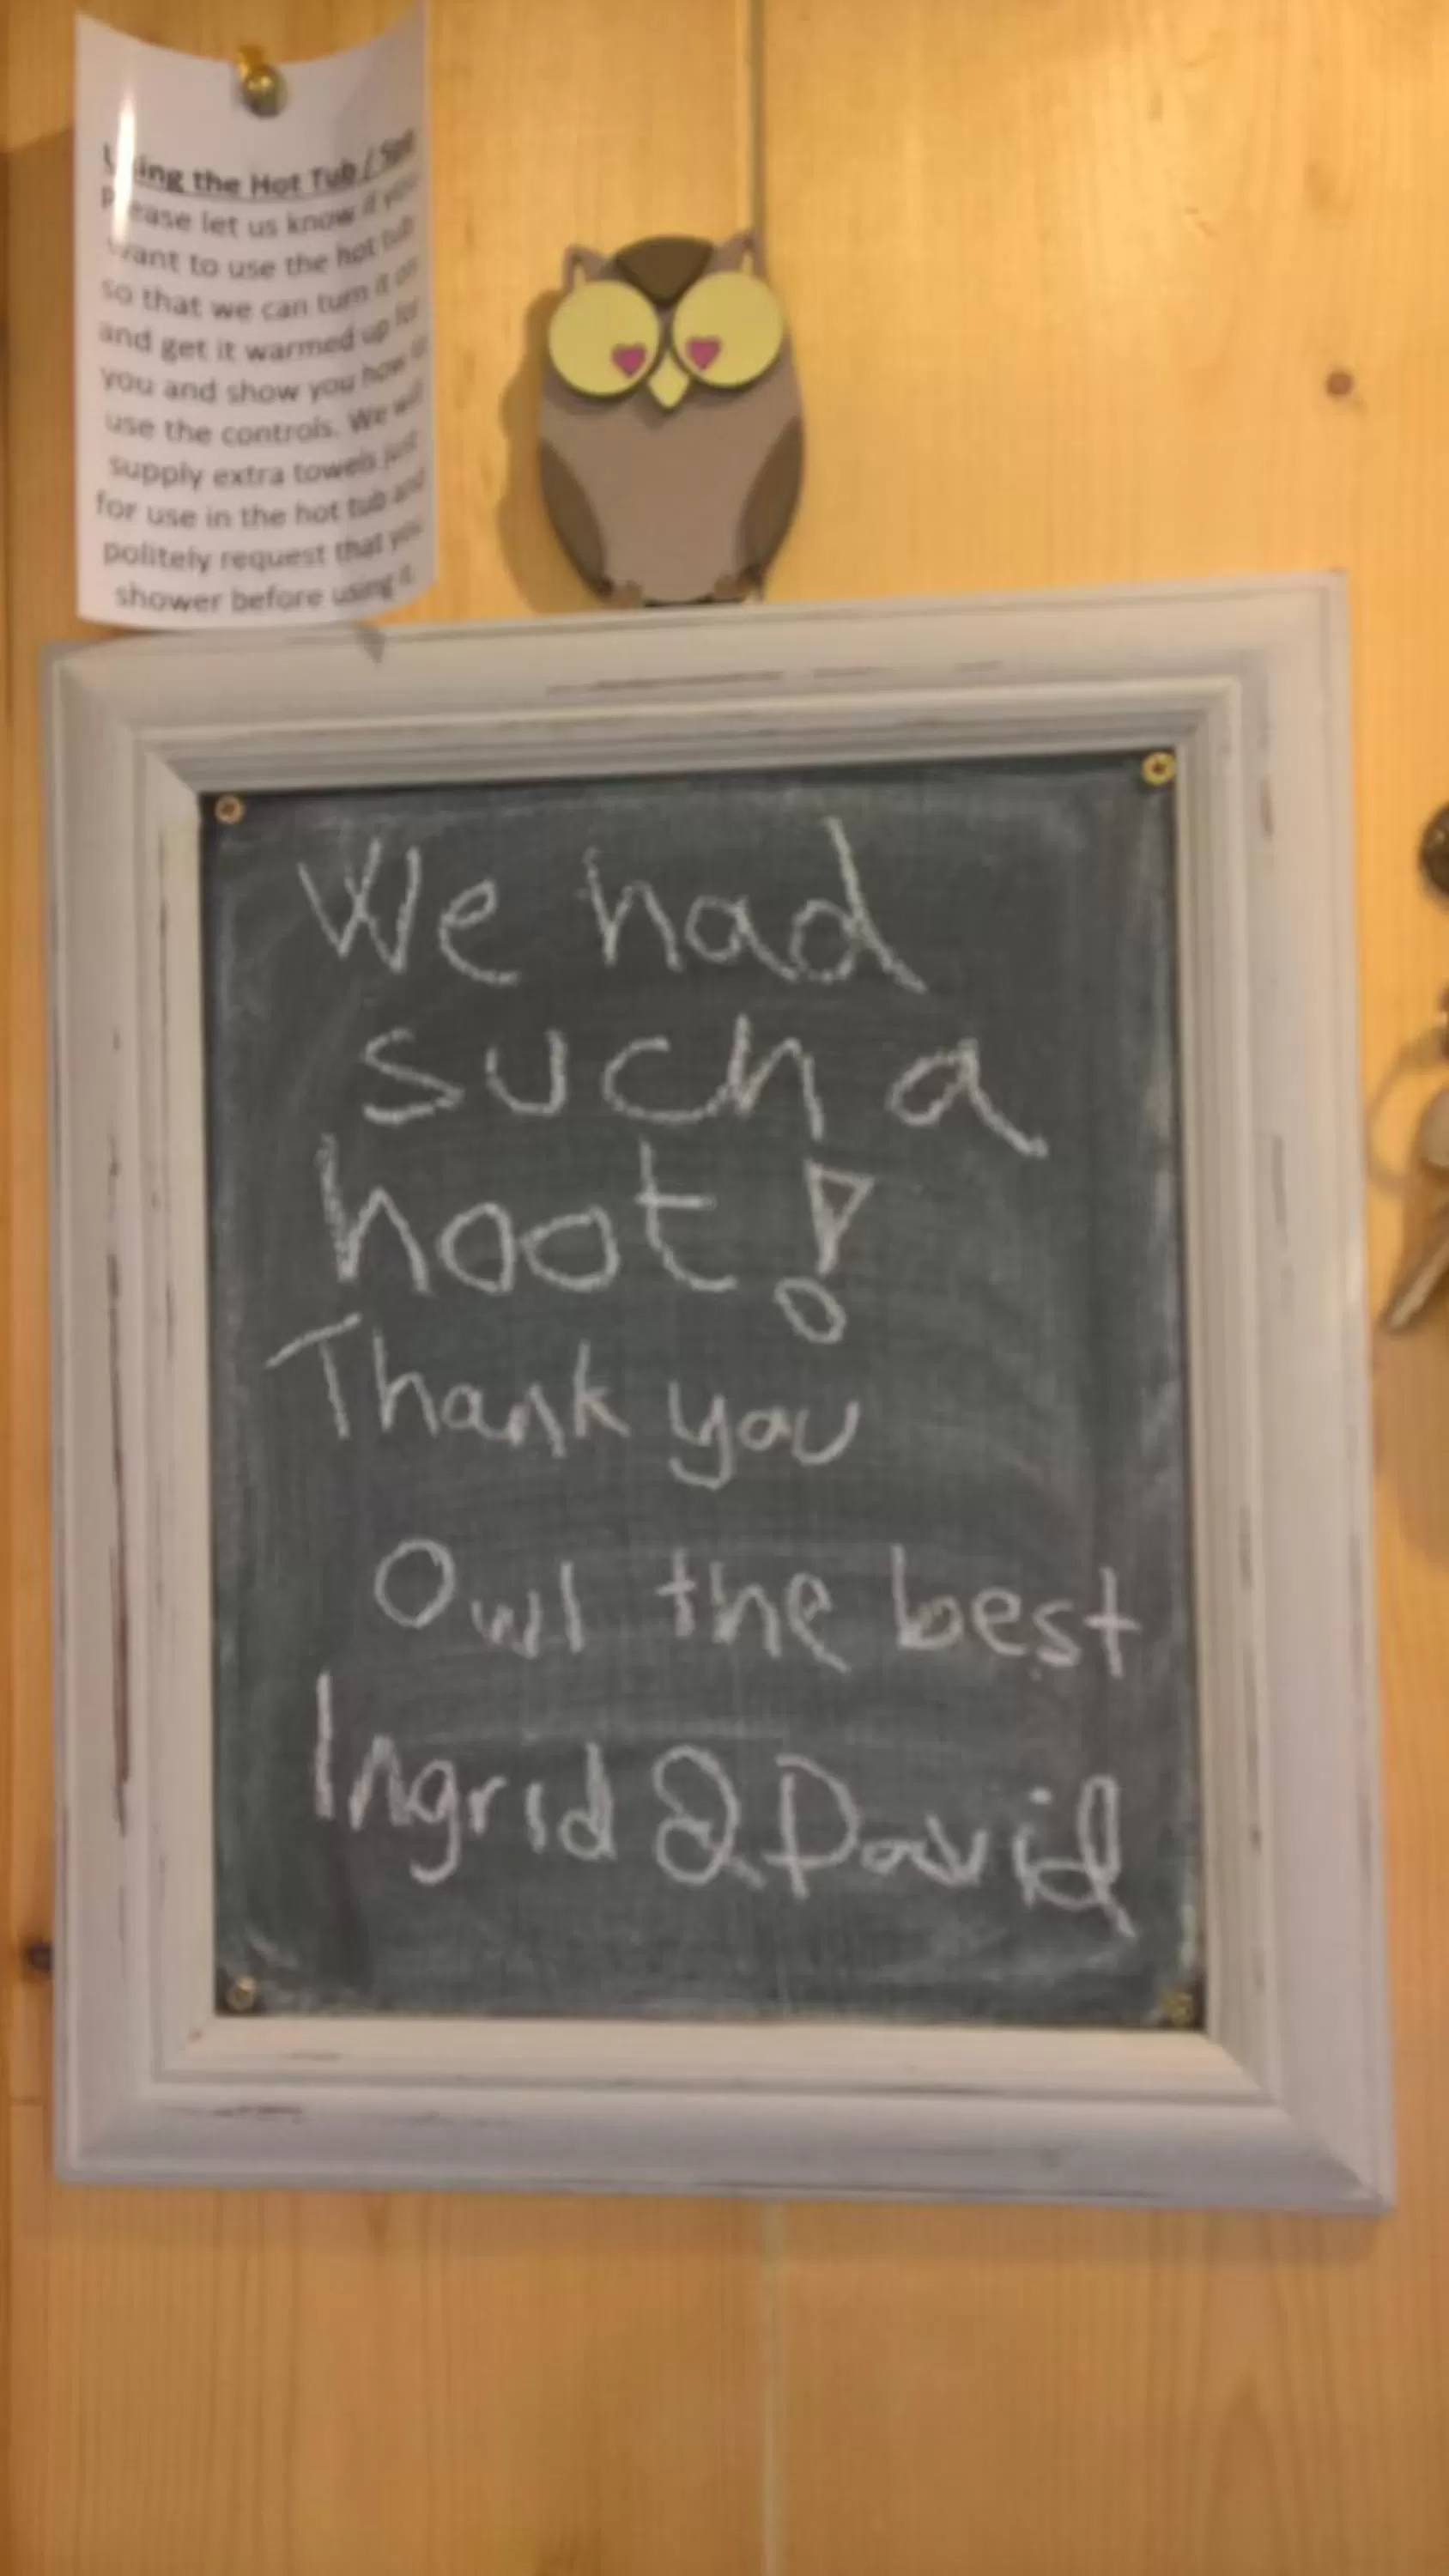 Using the Hot Tub / Spa
Please let us know if you
want to use the hot tub
so that we can turn it on
and get it warmed up for
you and show you how to
use the controls. We will
supply extra towels just
for use in the hot tub and
politely request that you
shower before using it.
We had
such a
hoot!
Thank you
Owl the best
Ingrid & David